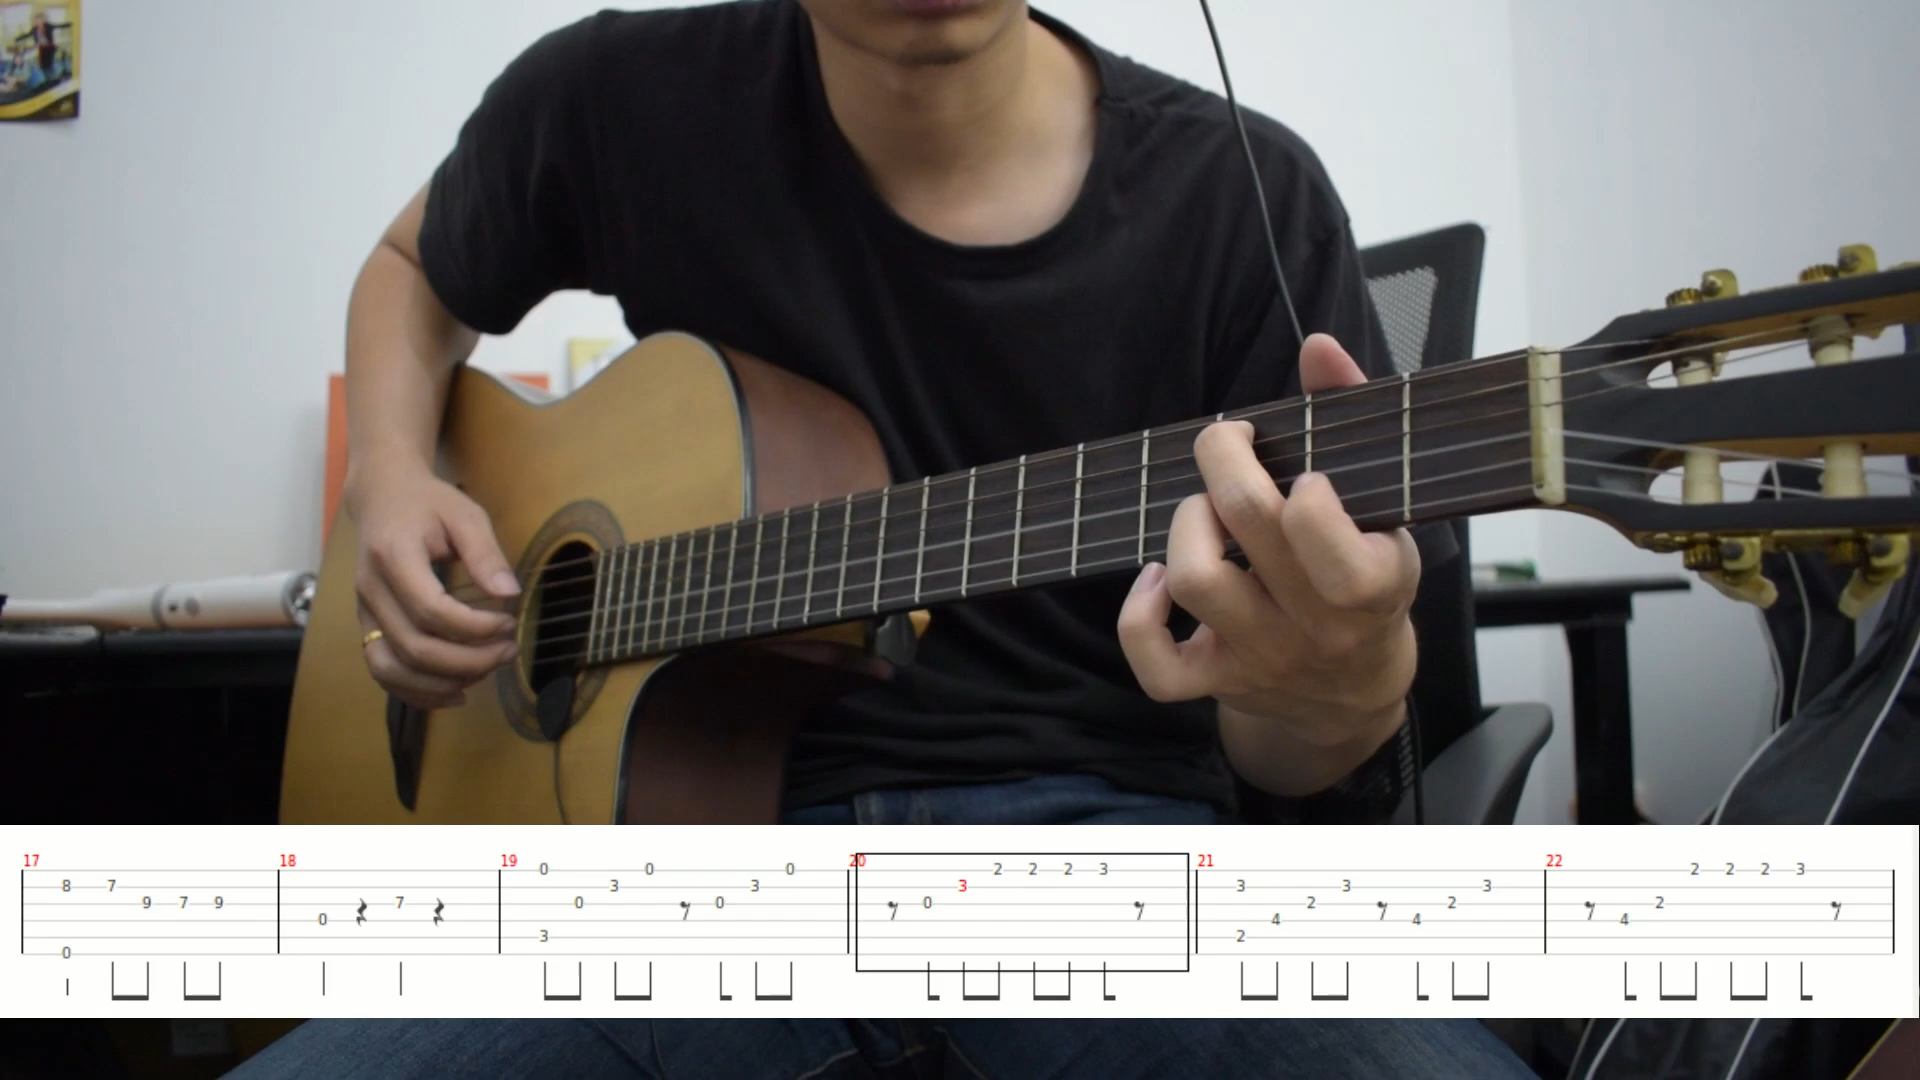 17 18 19 20 21 22
0 0 0 2 2 2 3 2 2 2 3
8 7 3 3 3 3 3 3
9 7 9 7 0 0 0 2 2 2
0 4 4 4
3 2
0